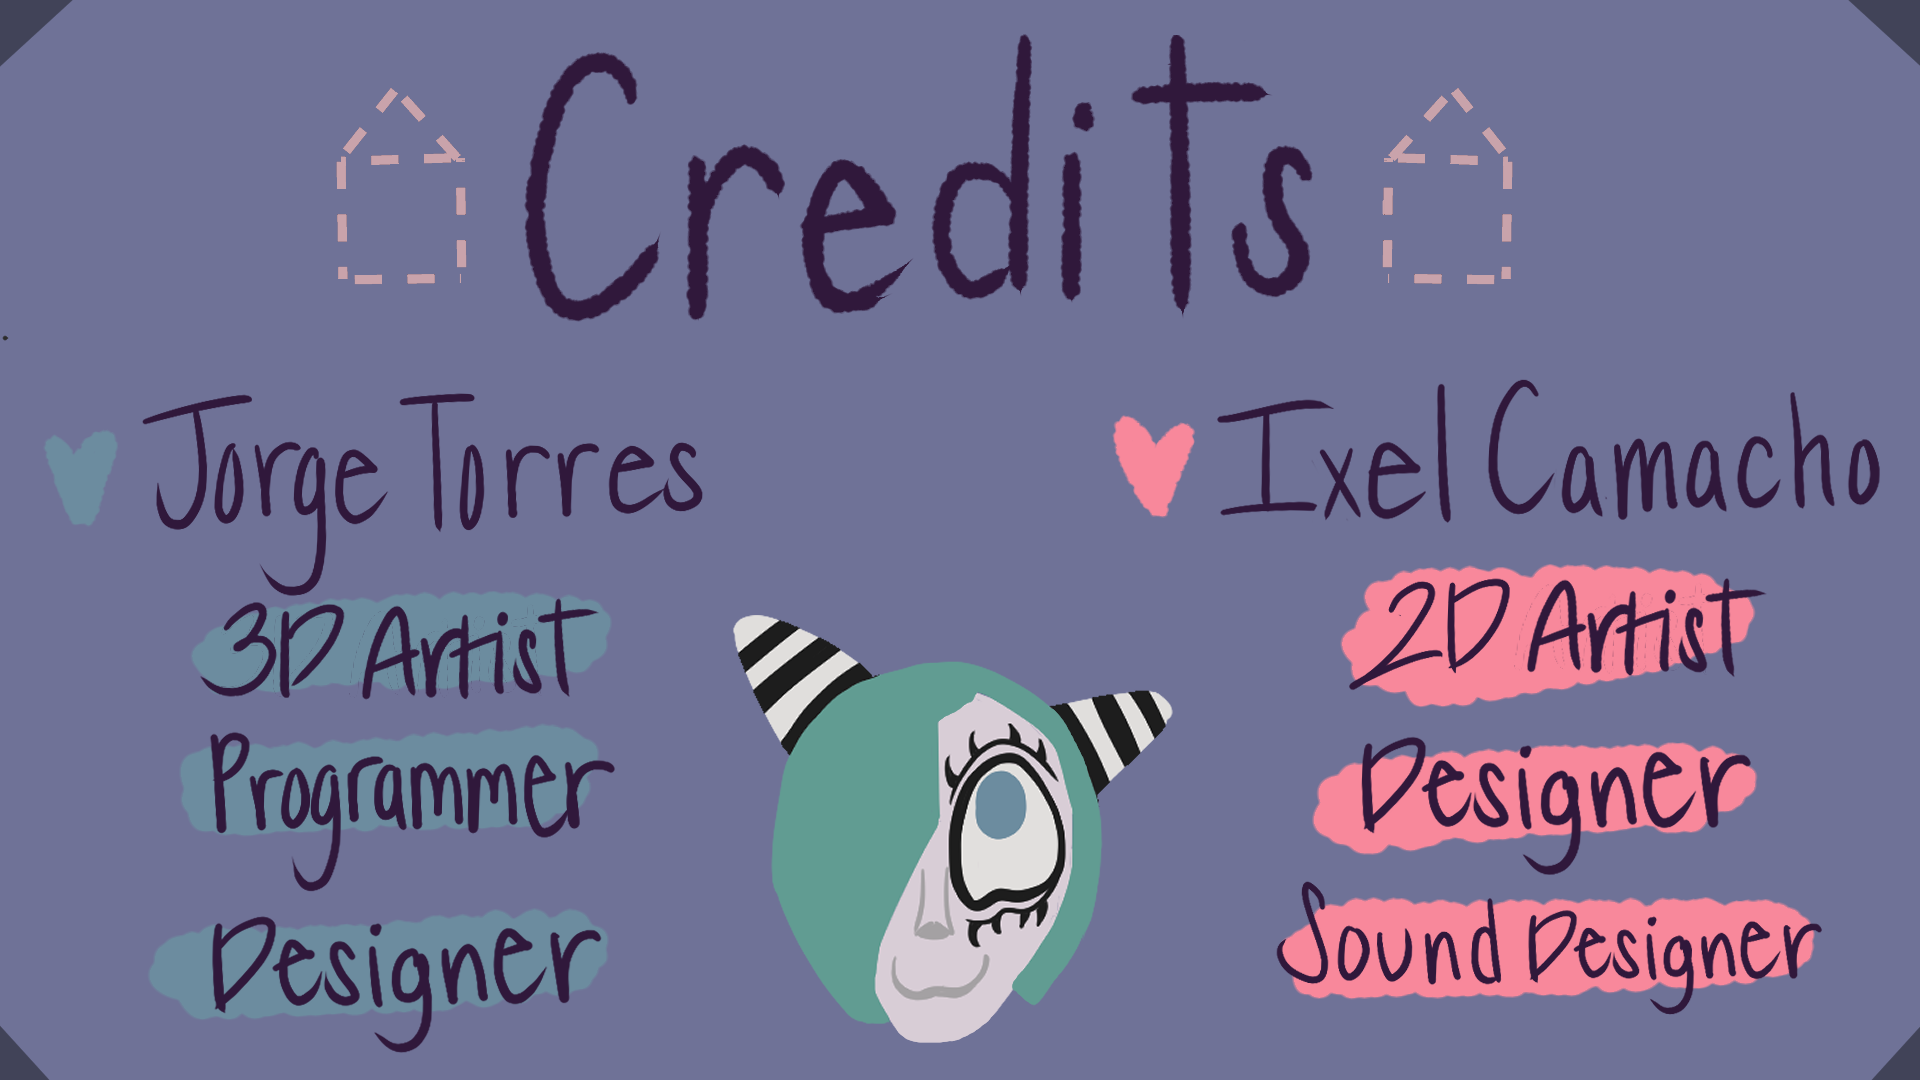 Credits
Jorge Torres
3D Artist
Programmer
Designer
Ixel Camacho
2D Artist
Designer
Sound Designer